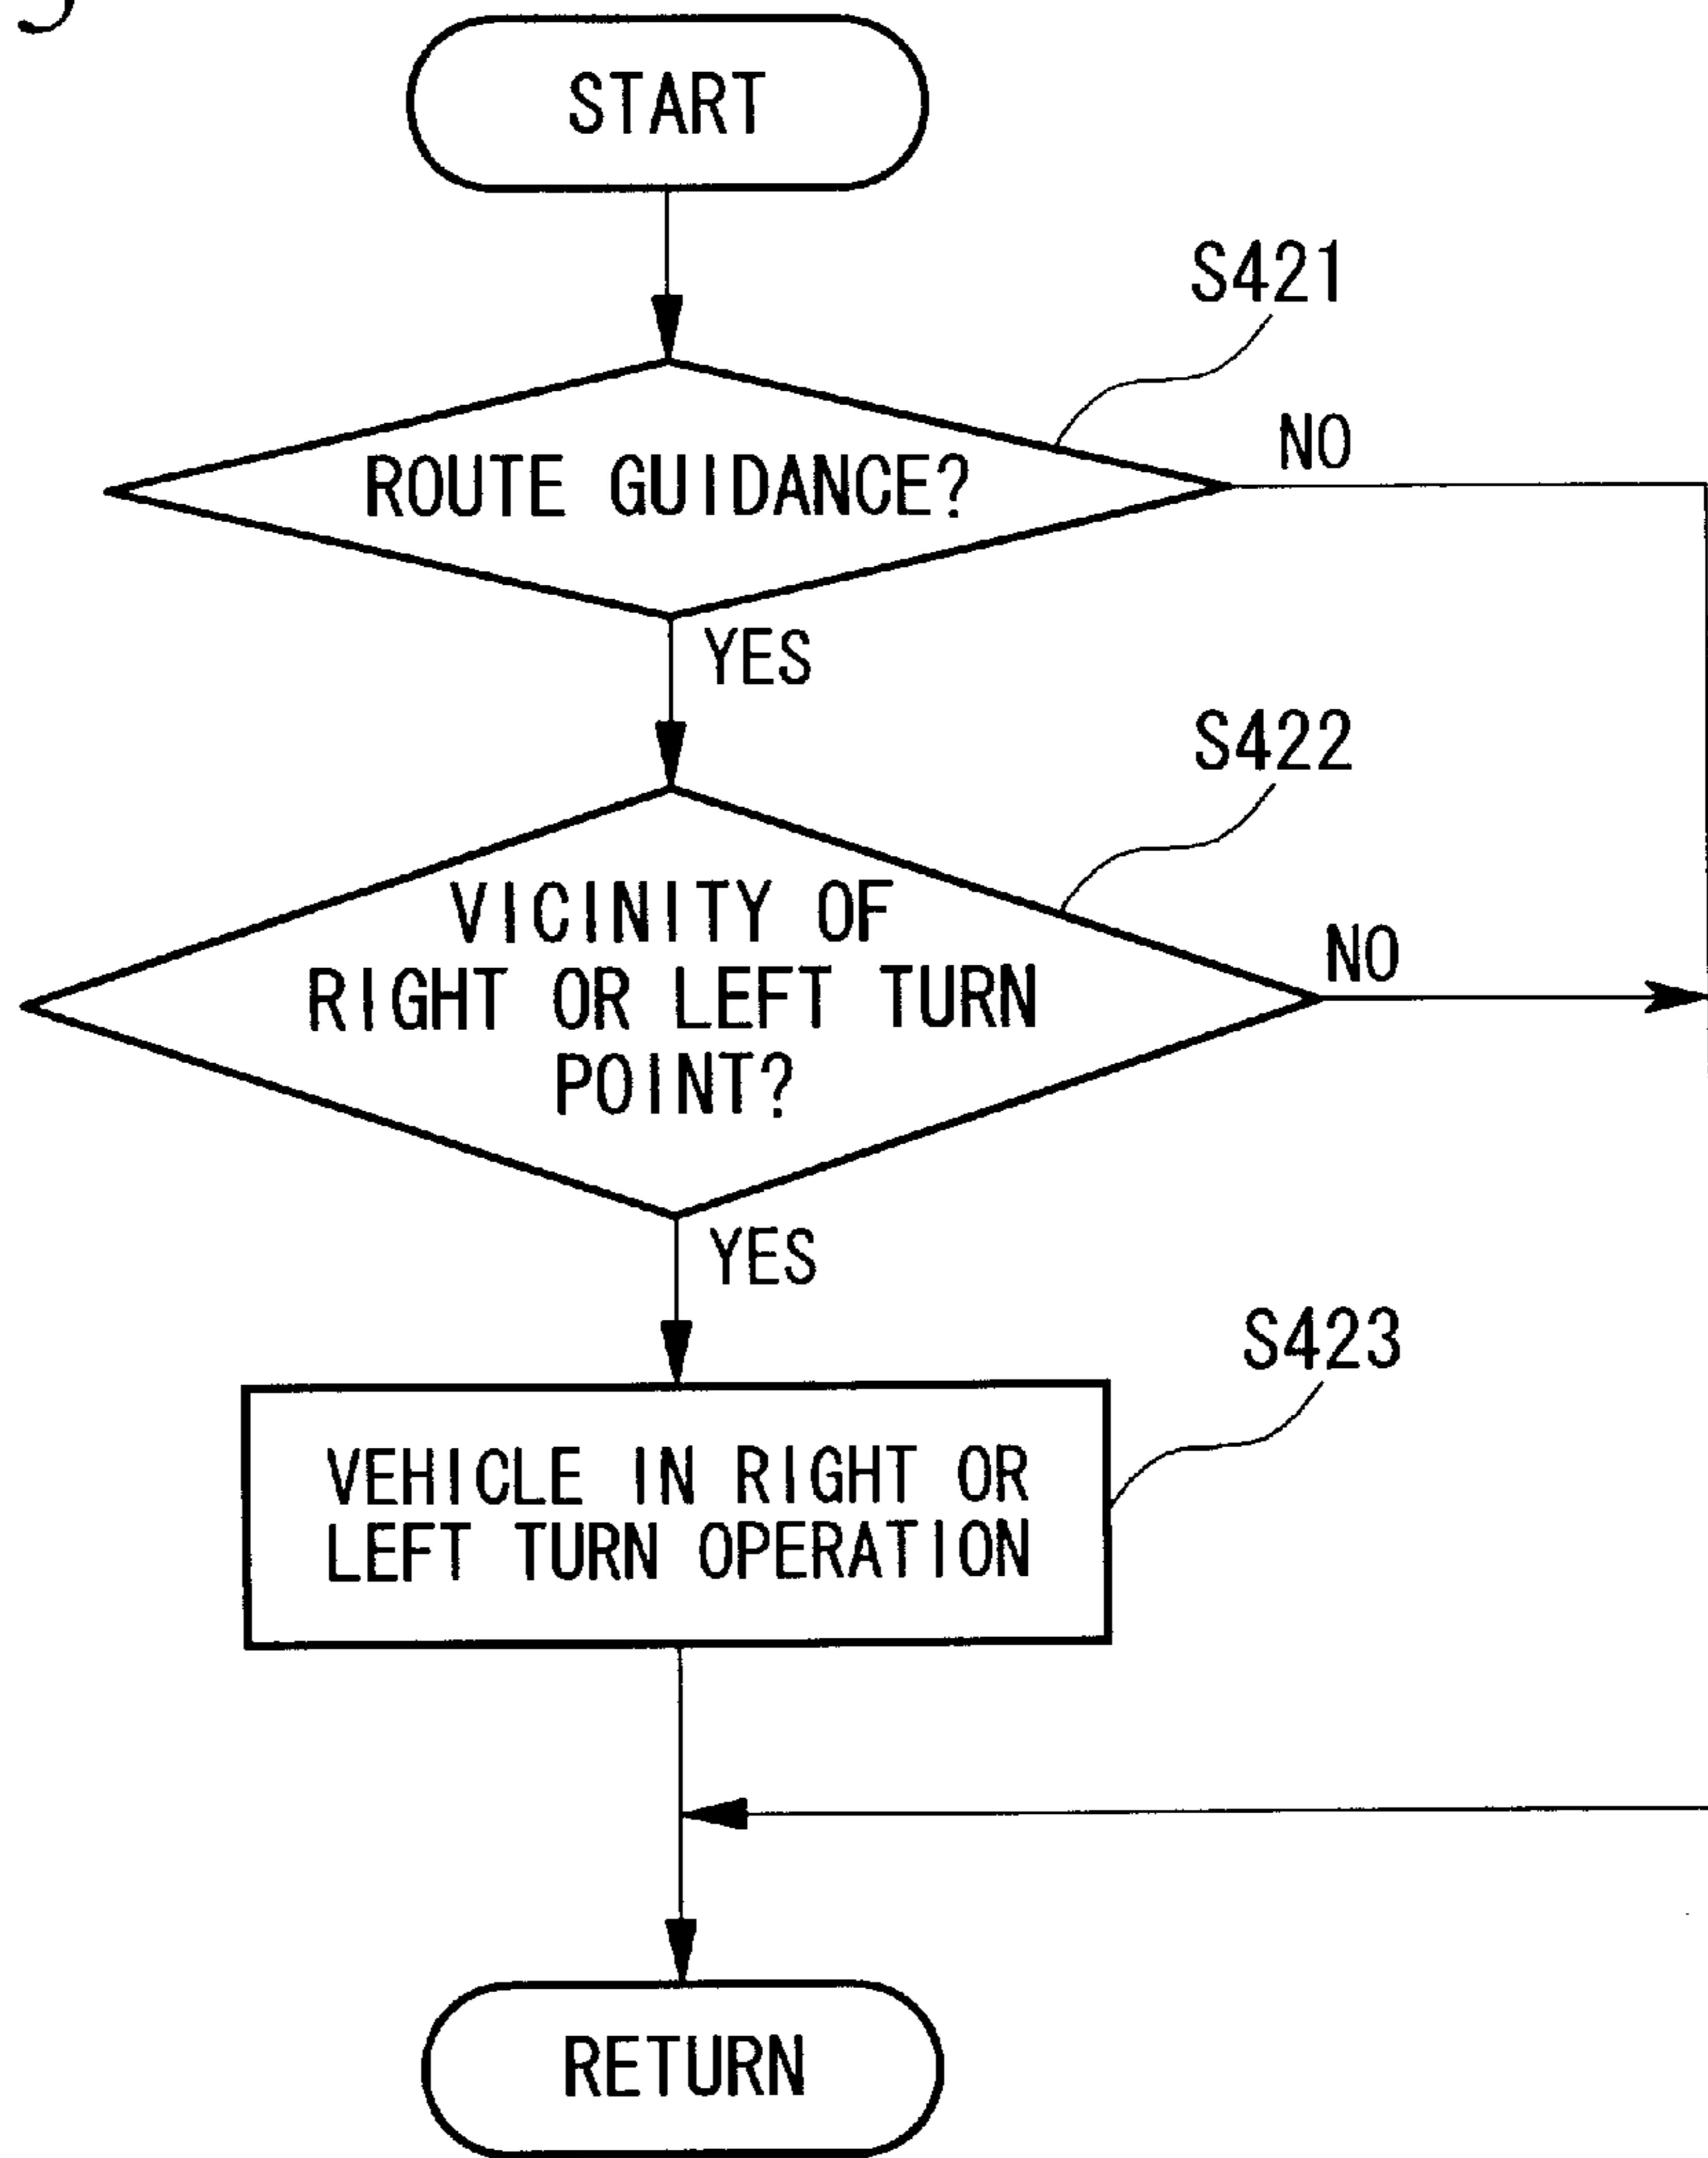 START
S421
ROUTE GUIDANCE?
NO
YES
S422
VICINITY OF
RIGHT OR LEFT TURN
POINT?
NO
YES
S423
VEHICLE IN RIGHT OR
LEFT TURN OPERATION
RETURN